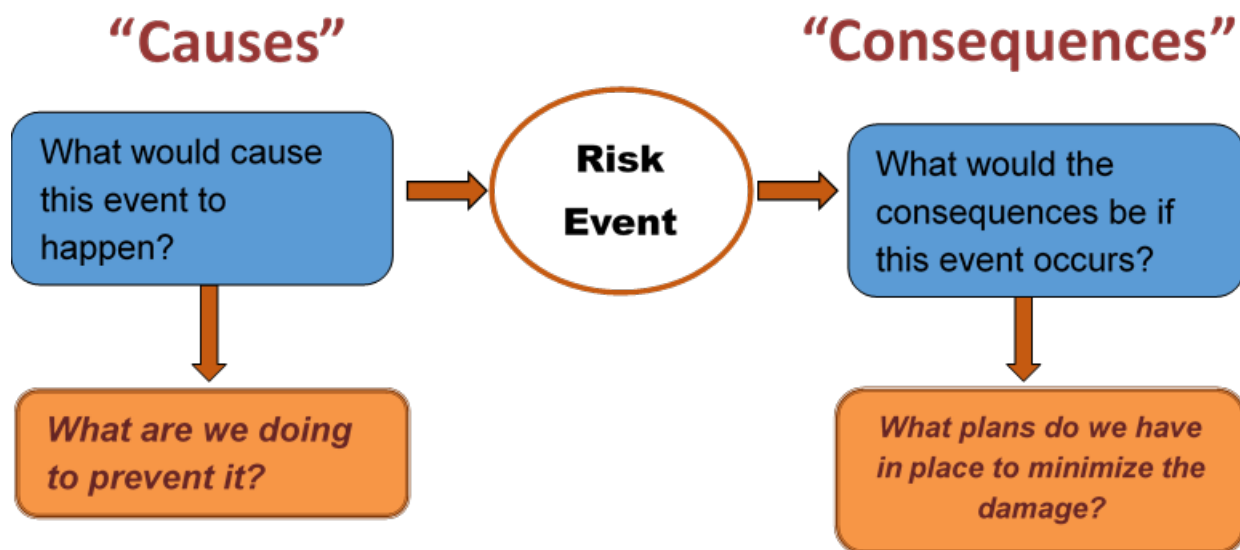 “Causes”
“Consequences”
What would cause
this event to
happen?
Risk
Event
What would the
consequences be if
this event occurs?
What are we doing
to prevent it?
What plans do we have
in place to minimize the
damage?